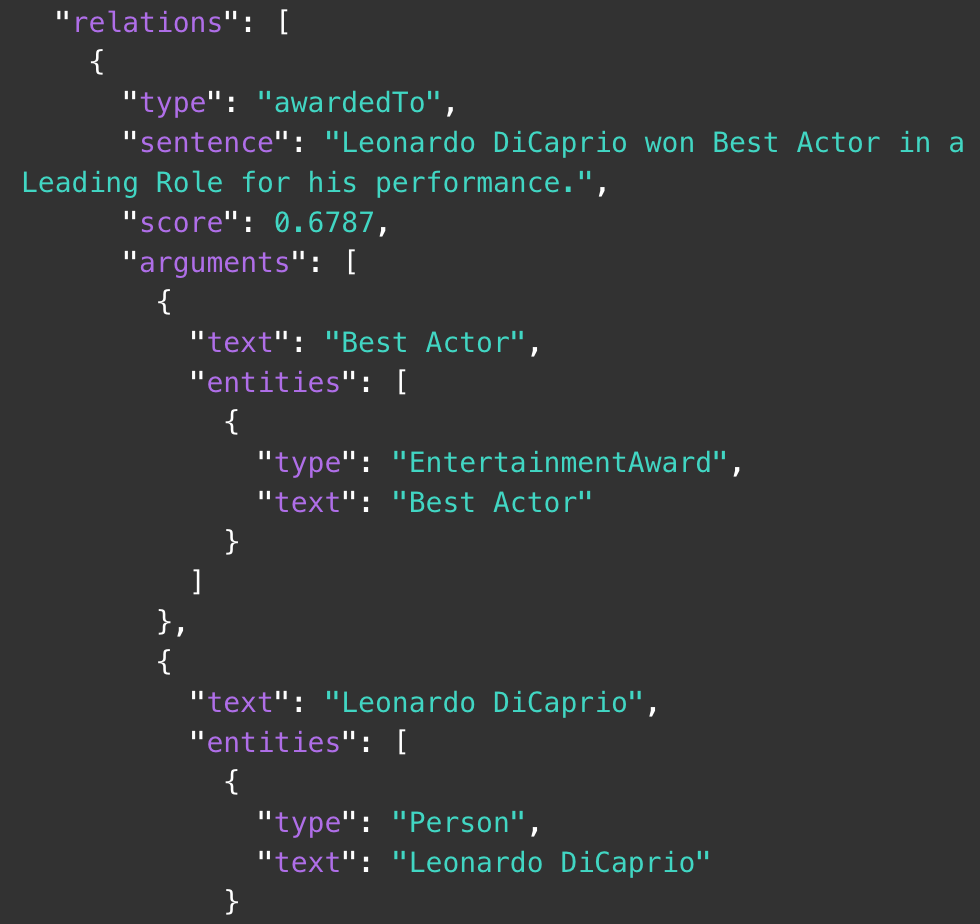 "relations": [
{
"type": "awardedTo",
"sentence": "Leonardo DiCaprio won Best Actor in a
Leading Role for his performance.",
"score": 0.6787,
"arguments": [
{
"text": "Best Actor",
"entities": [
{
"type": "EntertainmentAward",
"text": "Best Actor"
}
]
},
{
"text": "Leonardo DiCaprio",
"entities": [
{
"type": "Person",
"text": "Leonardo DiCaprio"
}